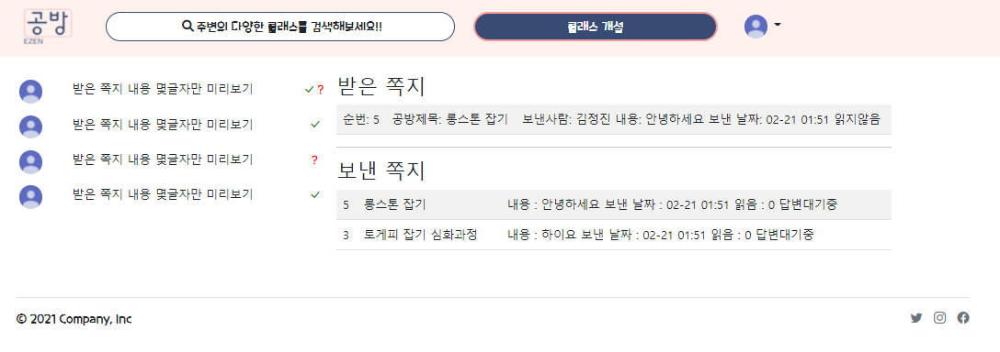 공방
EZEN
주변의 다양한 클래스를 검색해보세요!!
클래스 개설
받은 쪽지 내용 몇글자만 미리보기 ?
받은 쪽지 내용 몇글자만 미리보기
받은 쪽지 내용 몇글자만 미리보기 ?
받은 쪽지 내용 몇글자만 미리보기
받은 쪽지
순번: 5 공방제목: 롱스톤 잡기 보낸사람: 김정진 내용: 안녕하세요 보낸 날짜: 02-21 01:51 읽지않음
보낸 쪽지
5 롱스톤 잡기 내용 : 안녕하세요 보낸 날짜 : 02-21 01:51 읽음 : 0 답변대기중
3 토게피 잡기 심화과정 내용 : 하이요 보낸 날짜 : 02-21 01:51 읽음 : 0 답변대기중
© 2021 Company, Inc